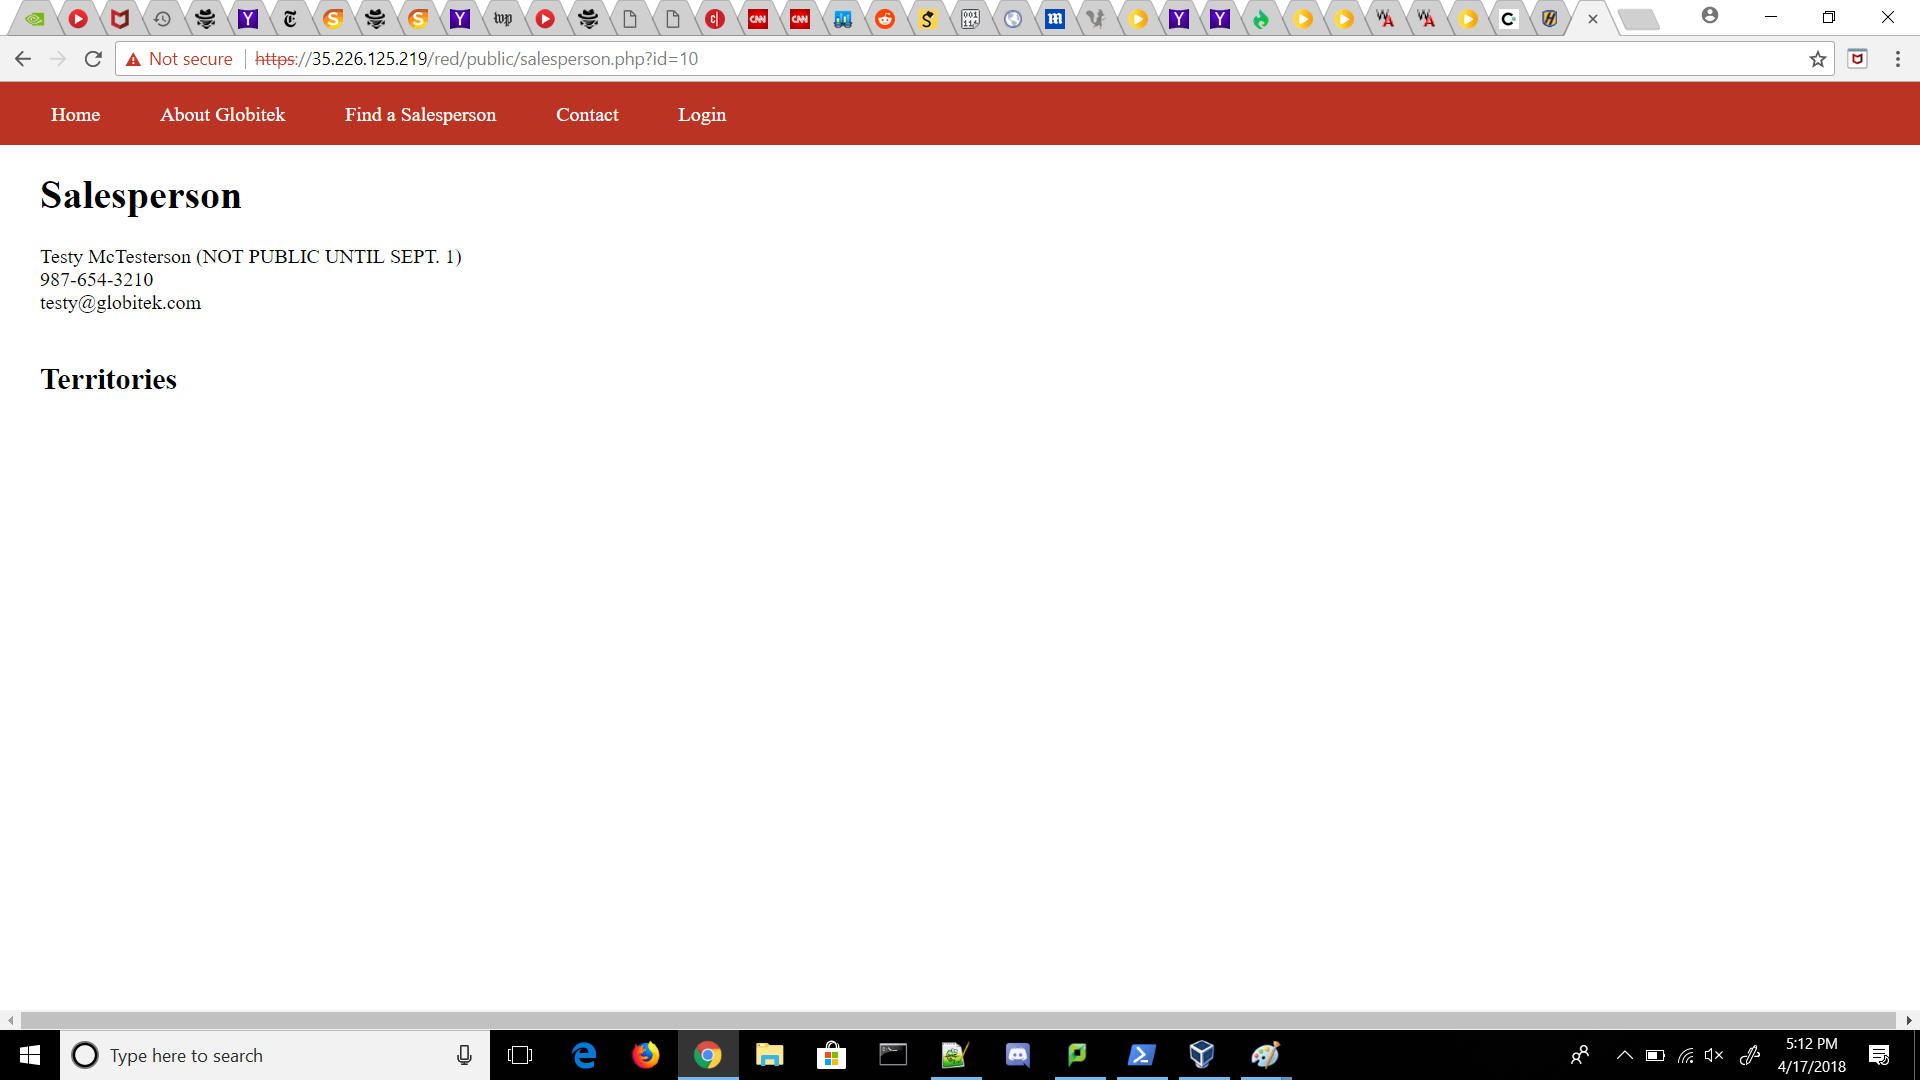 Not secure
https://35.226.125.219/red/public/salesperson.php?id=10
Home
About Globitek
Find a Salesperson
Contact
Login
Salesperson
Testy McTesterson (NOT PUBLIC UNTIL SEPT. 1)
987-654-3210
testy@globitek.com
Territories
Type here to search
5:12 PM
4/17/2018